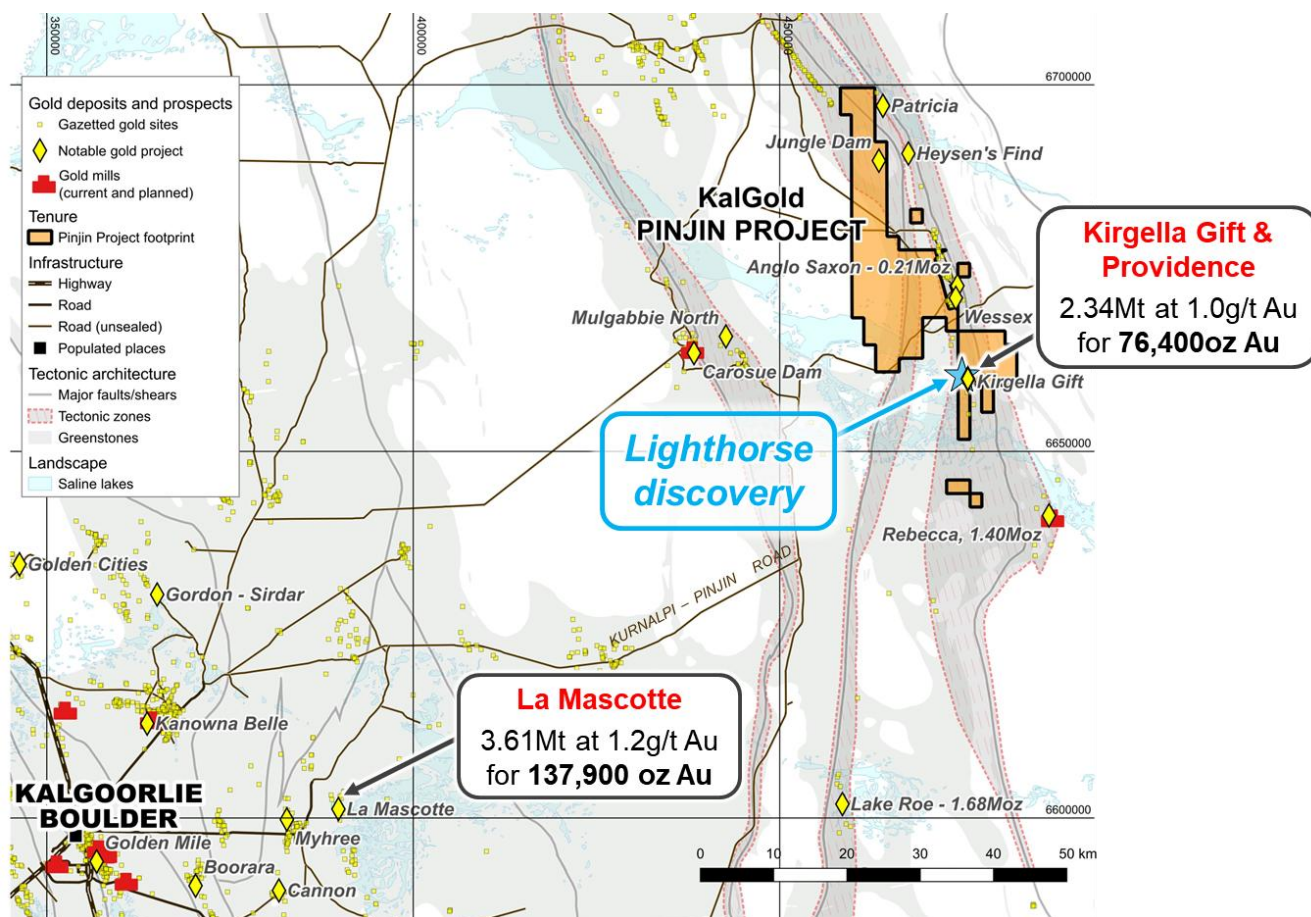 350000
400000
450000
6700000
6650000
6600000
Gold deposits and prospects
Gazetted gold sites
Notable gold project
Gold mills
(current and planned)
Tenure
Pinjin Project footprint
Infrastructure
Highway
Road
Road (unsealed)
Populated places
Tectonic architecture
Major faults/shears
Tectonic zones
Greenstones
Landscape
Saline lakes
Patricia
Jungle Dam
Heysen's Find
KalGold
PINJIN PROJECT
Anglo Saxon - 0.21Moz
Wessex
Kirgella Gift &
Providence
2.34Mt at 1.0g/t Au
for 76,400oz Au
Mulgabbie North
Carosue Dam
Kirgella Gift
Lighthorse
discovery
Rebecca, 1.40Moz
Golden Cities
Gordon - Sirdar
KURNALPI – PINJIN ROAD
Kanowna Belle
La Mascotte
3.61Mt at 1.2g/t Au
for 137,900 oz Au
La Mascotte
Lake Roe - 1.68Moz
KALGOORLIE
BOULDER
Golden Mile
Myhree
Boorara
Cannon
0 10 20 30 40 50 km